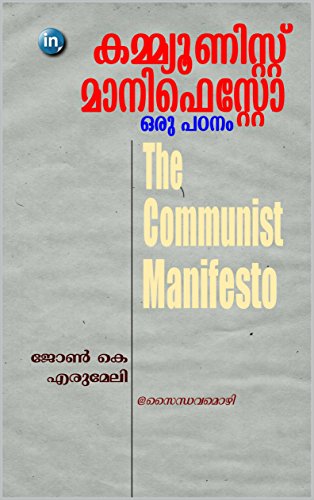 in
കമ്മ്യൂണിസ്റ്റ്
മാനിഫെസ്റ്റോ
ഒരു പഠനം
The
Communist
Manifesto
ജോൺ കെ
എരുമേലി
@സൈന്ധവമൊഴി